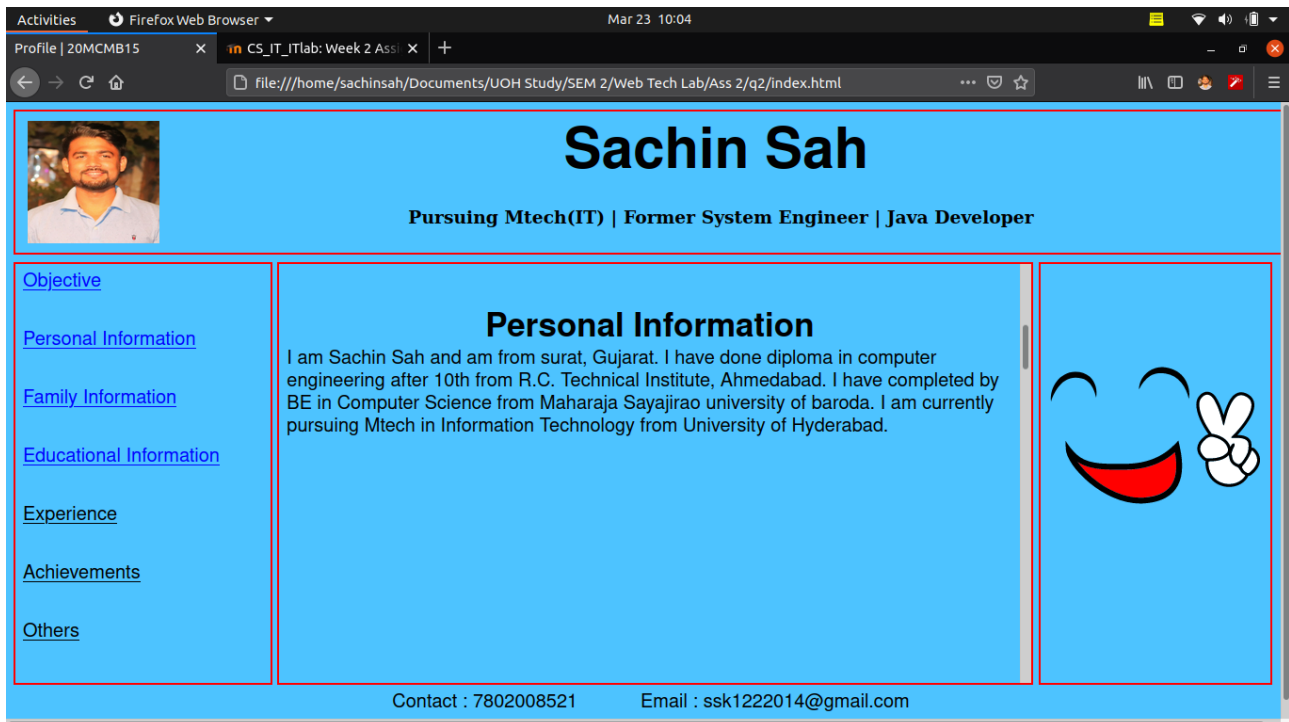 Activities Firefox Web Browser Mar 23 10:04
Profile | 20MCMB15 CS_IT_ITlab: Week 2 Assi
file:///home/sachinsah/Documents/UOH Study/SEM 2/Web Tech Lab/Ass 2/q2/index.html
Sachin Sah
Pursuing Mtech(IT) | Former System Engineer | Java Developer
Objective
Personal Information
Family Information
Educational Information
Experience
Achievements
Others
Personal Information
I am Sachin Sah and am from surat, Gujarat. I have done diploma in computer
engineering after 10th from R.C. Technical Institute, Ahmedabad. I have completed by
BE in Computer Science from Maharaja Sayajirao university of baroda. I am currently
pursuing Mtech in Information Technology from University of Hyderabad.
Contact : 7802008521 Email : ssk1222014@gmail.com